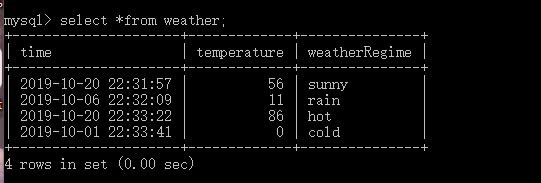 mysql> select *from weather;
+---------------------+-------------+---------------+
| time | temperature | weatherRegime |
+---------------------+-------------+---------------+
| 2019-10-20 22:31:57 | 56 | sunny |
| 2019-10-06 22:32:09 | 11 | rain |
| 2019-10-20 22:33:22 | 86 | hot |
| 2019-10-01 22:33:41 | 0 | cold |
+---------------------+-------------+---------------+
4 rows in set (0.00 sec)